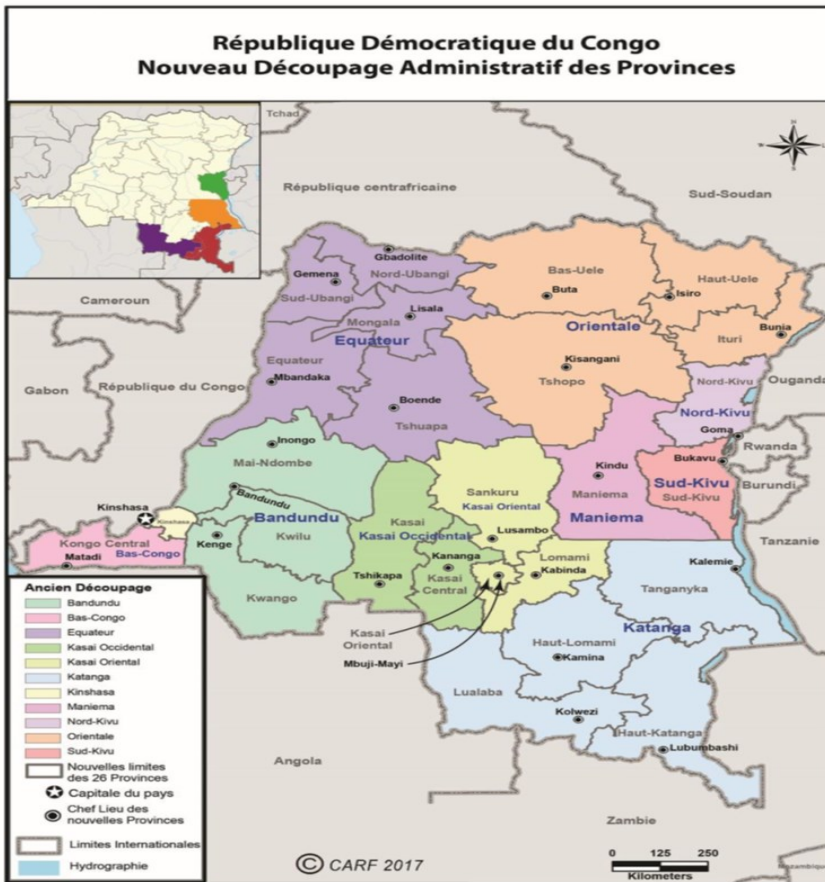 République Démocratique du Congo
Nouveau Découpage Administratif des Provinces
Tchad
N
W
E
S
République centrafricaine
Sud-Soudan
Gbadolite
Nord-Ubangi
Gemena
Sud-Ubangi
Bas-Uele
Haut-Uele
Buta
Isiro
Cameroun
Lisala
Mongala
Equateur
Orientale
Ituri
Bunia
Equateur
Mbandaka
Kisangani
Tshopo
Gabon
République du Congo
Boende
Tshuapa
Nord-Kivu
Ouganda
Nord-Kivu
Goma
Inongo
Mai-Ndombe
Bukavu
Rwanda
Kindu
Maniema
Sud-Kivu
Sud-Kivu
Burundi
Sankuru
Kasai Oriental
Bandundu
Kinshasa
Kinshasa
Bandundu
Kasai
Kasai Occidental
Lusambo
Maniema
Kenge
Kwilu
Kongo Central
Bas-Congo
Matadi
Tanzanie
Kananga
Lomami
Kalemie
Tshikapa
Kasai
Central
Kabinda
Tanganyka
Kwango
Kasai
Oriental
Katanga
Haut-Lomami
Mbuji-Mayi
Kamina
Lualaba
Kolwezi
Haut-Katanga
Lubumbashi
Angola
Zambie
Mozambique
Ancien Découpage
Bandundu
Bas-Congo
Equateur
Kasai Occidental
Kasai Oriental
Katanga
Kinshasa
Maniema
Nord-Kivu
Orientale
Sud-Kivu
Nouvelles limites
des 26 Provinces
Capitale du pays
Chef Lieu des
nouvelles Provinces
Limites Internationales
Hydrographie
© CARF 2017
0 125 250
Kilometers